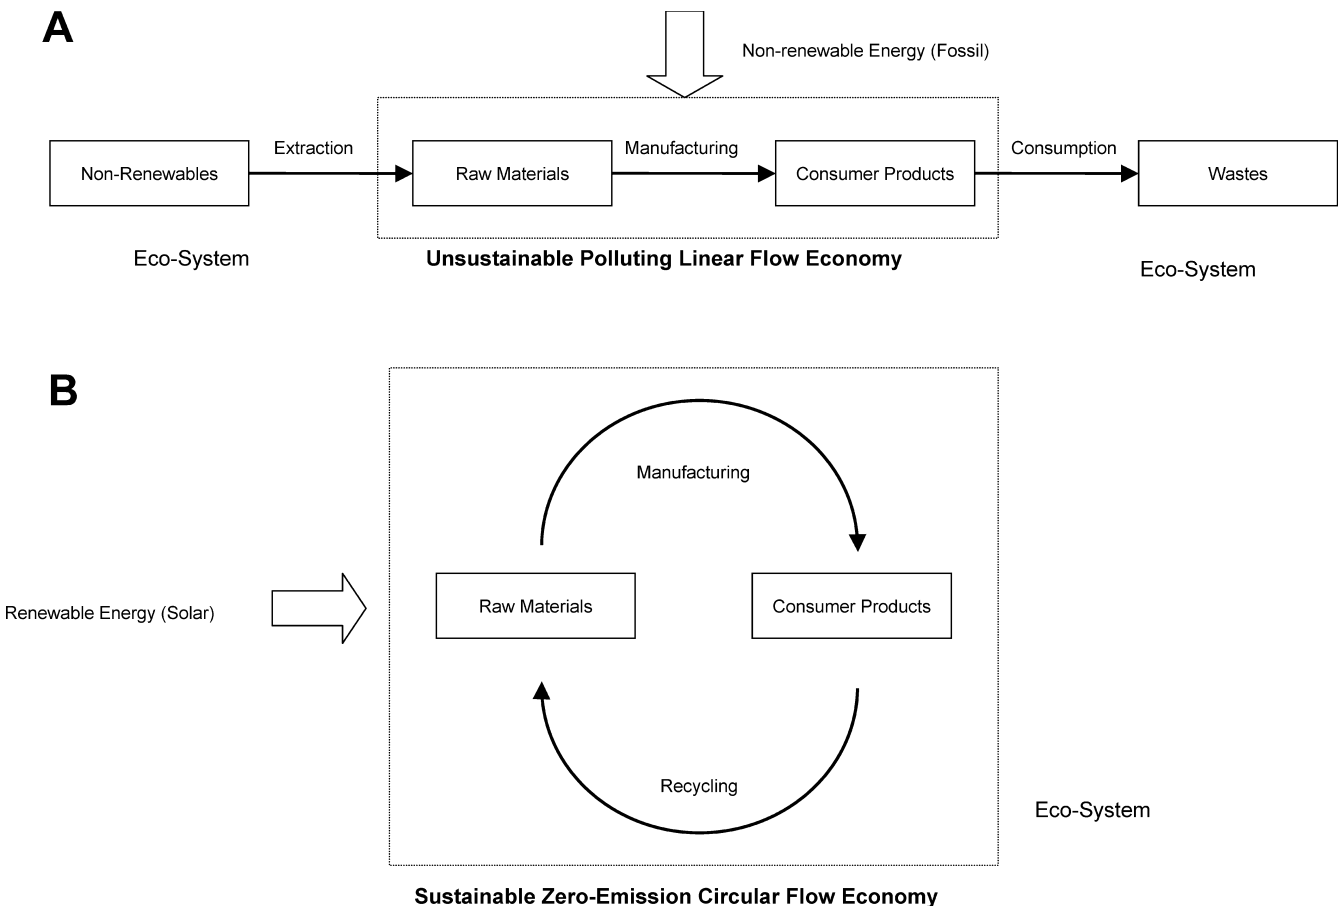 A
Non-renewable Energy (Fossil)
Extraction
Manufacturing
Consumption
Non-Renewables
Raw Materials
Consumer Products
Wastes
Eco-System
Unsustainable Polluting Linear Flow Economy
Eco-System
B
Manufacturing
Renewable Energy (Solar)
Raw Materials
Consumer Products
Recycling
Eco-System
Sustainable Zero-Emission Circular Flow Economy